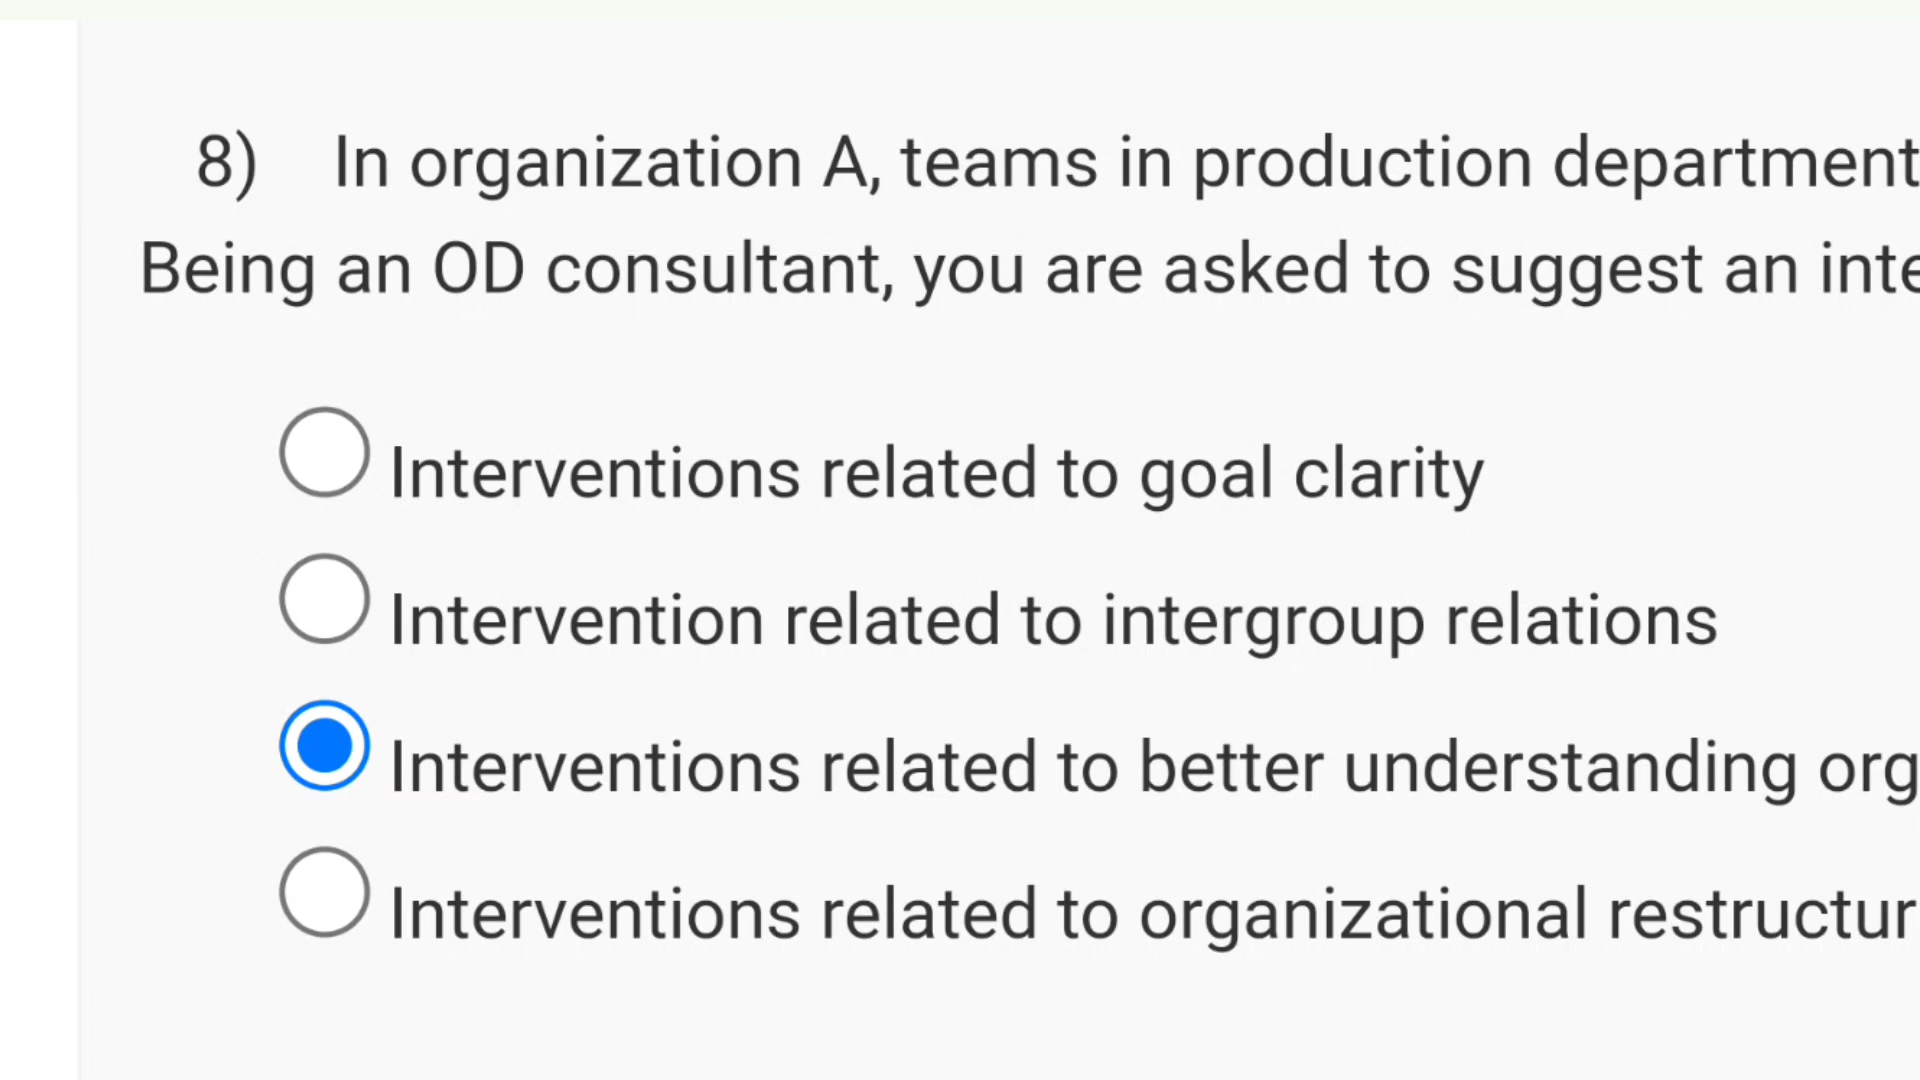 8) In organization A, teams in production department
Being an OD consultant, you are asked to suggest an inte
Interventions related to goal clarity
Intervention related to intergroup relations
Interventions related to better understanding org
Interventions related to organizational restructur